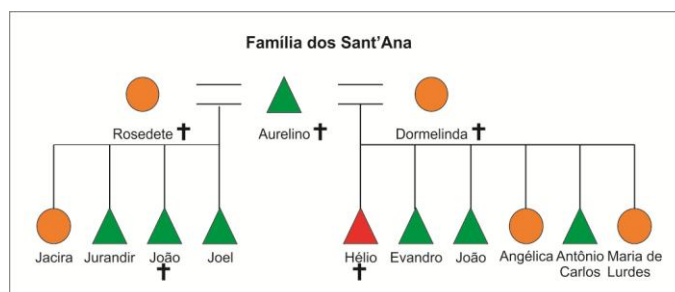 Família dos Sant'Ana
Rosedete Aurelino Dormelinda
Jacira Jurandir João Joel Hélio Evandro João Angélica Antônio Carlos Maria de Lurdes